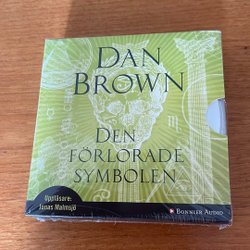 DAN
BROWN
DEN
FÖRLORADE
SYMBOLEN
Uppläsare:
Jonas Malmsjö
BONNIER AUDIO